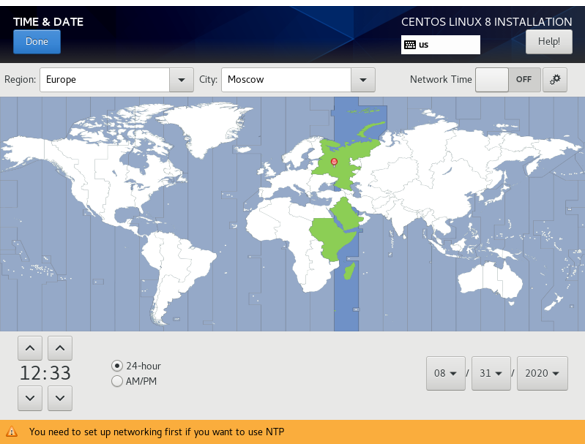 TIME & DATE
CENTOS LINUX 8 INSTALLATION
Done
us
Help!
Region:
Europe
City:
Moscow
Network Time
OFF
12:33
24-hour
AM/PM
08 / 31 / 2020
You need to set up networking first if you want to use NTP